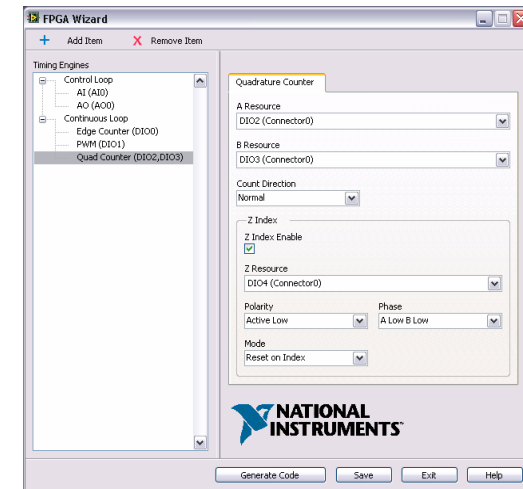 FPGA Wizard
Add Item Remove Item
Timing Engines
Control Loop
AI (AI0)
AO (AO0)
Continuous Loop
Edge Counter (DIO0)
PWM (DIO1)
Quad Counter (DIO2,DIO3)
Quadrature Counter
A Resource
DIO2 (Connector0)
B Resource
DIO3 (Connector0)
Count Direction
Normal
Z Index
Z Index Enable
Z Resource
DIO4 (Connector0)
Polarity Phase
Active Low A Low B Low
Mode
Reset on Index
NATIONAL
INSTRUMENTS
Generate Code Save Exit Help